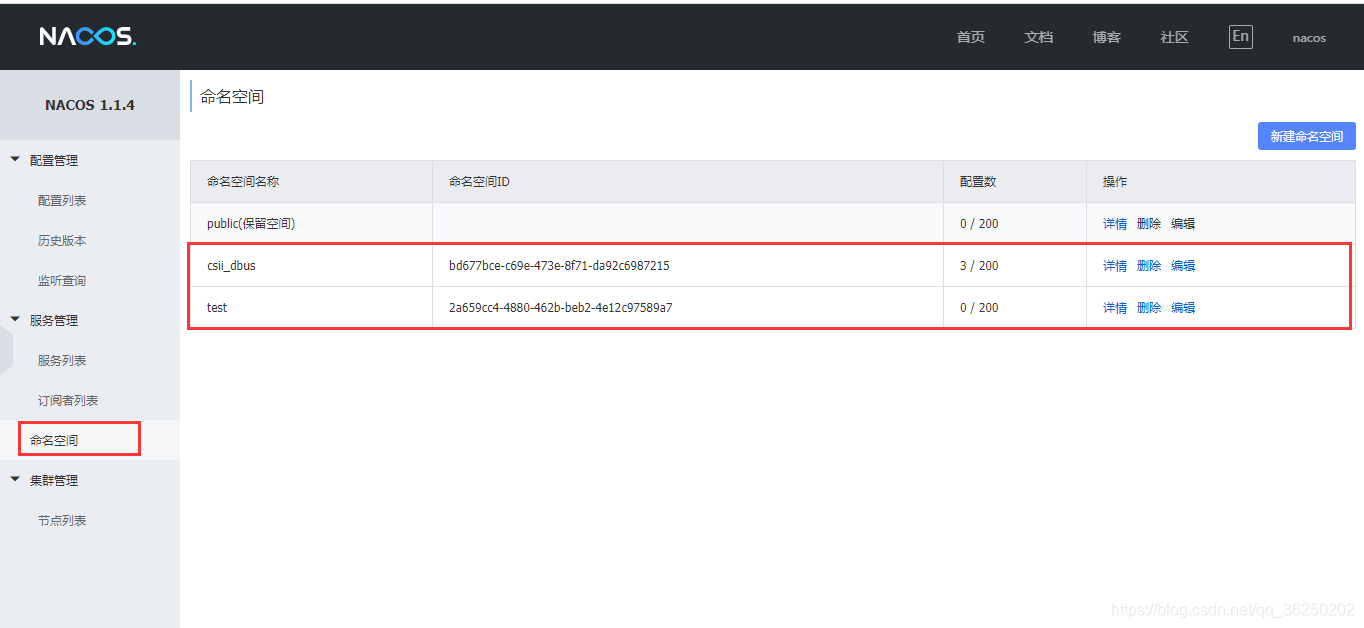 NACOS. 首页 文档 博客 社区 En nacos
NACOS 1.1.4
配置管理
配置列表
历史版本
监听查询
服务管理
服务列表
订阅者列表
命名空间
集群管理
节点列表
命名空间
新建命名空间
命名空间名称 命名空间ID 配置数 操作
public(保留空间) 0 / 200 详情 删除 编辑
csii_dbus bd677bce-c69e-473e-8f71-da92c6987215 3 / 200 详情 删除 编辑
test 2a659cc4-4880-462b-beb2-4e12c97589a7 0 / 200 详情 删除 编辑
https://blog.csdn.net/qq_36250202